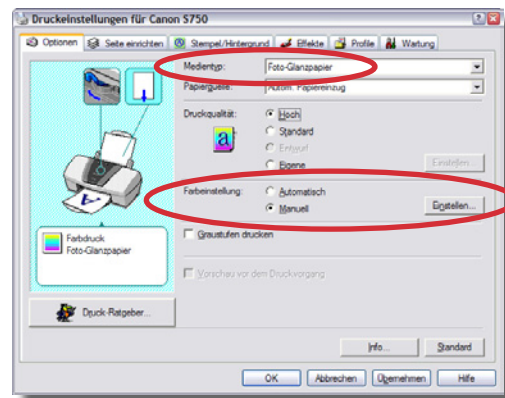 Druckeinstellungen für Canon S750
Optionen Seite einrichten Stempel/Hintergrund Effekte Profile Wartung
Medientyp: Foto-Glanzpapier
Papierquelle: Autom. Papiereinzug
Druckqualität: Hoch
Standard
Entwurf
Eigene Einstellen...
Farbeinstellung: Automatisch
Manuell Einstellen...
Graustufen drucken
Farbdruck
Foto-Glanzpapier
Vorschau vor dem Druckvorgang
Druck-Ratgeber...
Info... Standard
OK Abbrechen Übernehmen Hilfe